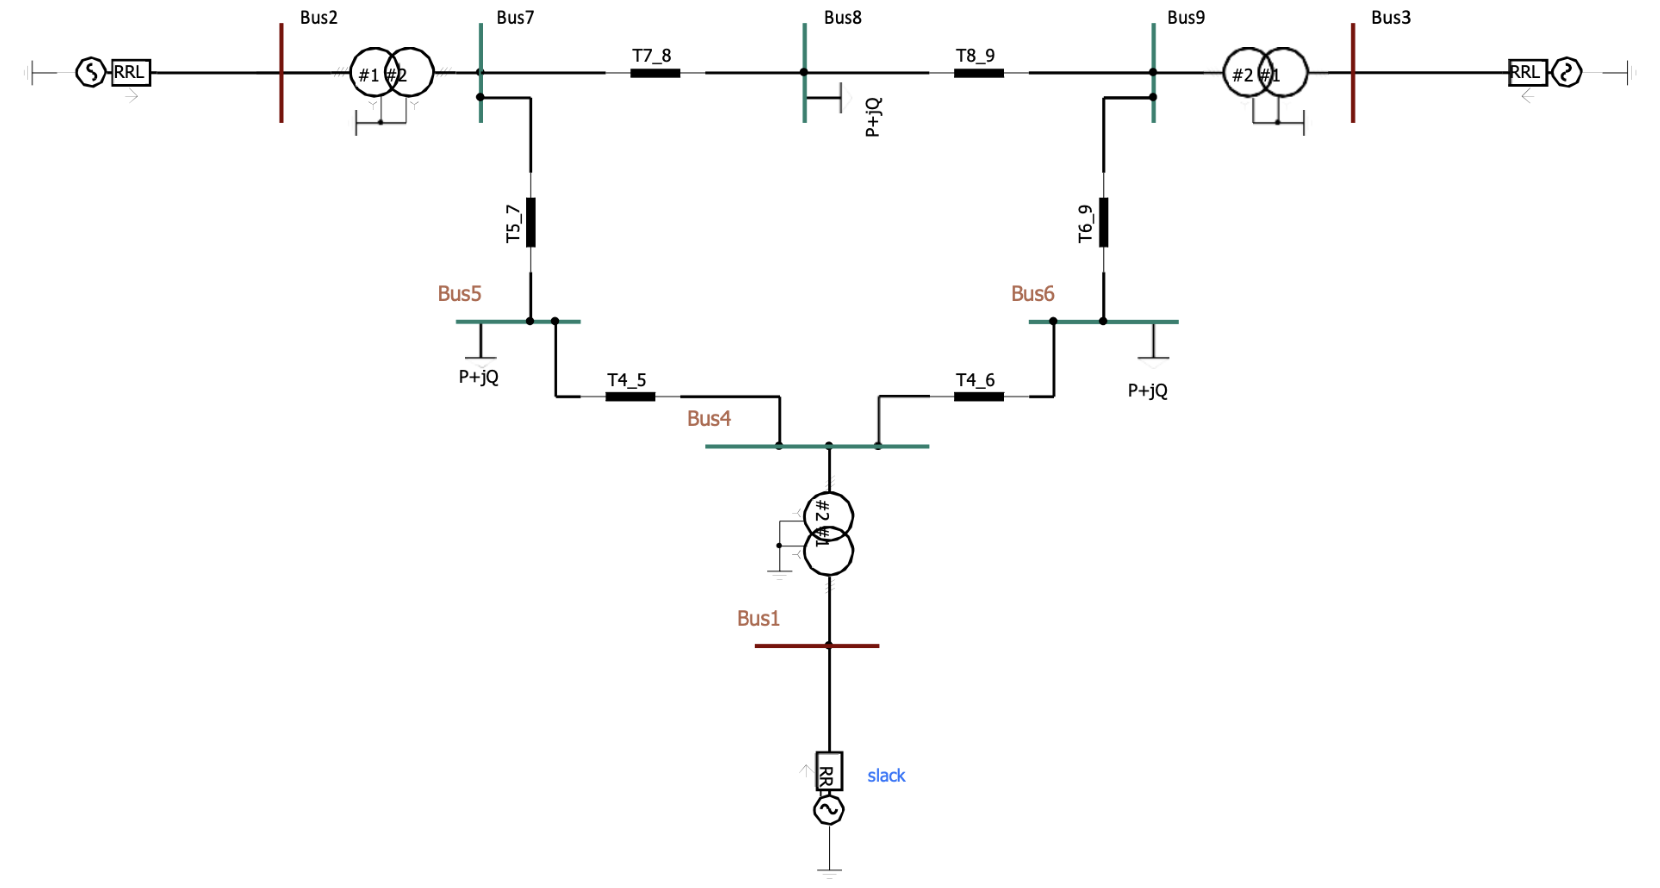 Bus2
Bus7
Bus8
Bus9
Bus3
RRL
#1 #2
T7_8
T8_9
#2 #1
RRL
P+jQ
T5_7
T6_9
Bus5
Bus6
P+jQ
T4_5
T4_6
P+jQ
Bus4
#2 #1
Bus1
RR
slack